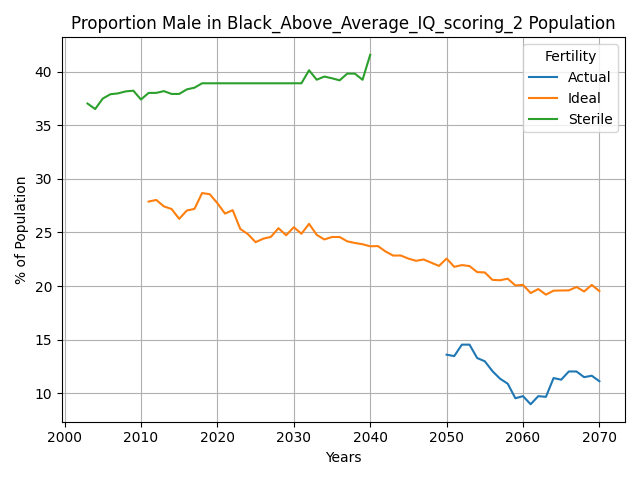 Proportion Male in Black_Above_Average_IQ_scoring_2 Population
Fertility
Actual
Ideal
Sterile
% of Population
40
35
30
25
20
15
10
2000 2010 2020 2030 2040 2050 2060 2070
Years